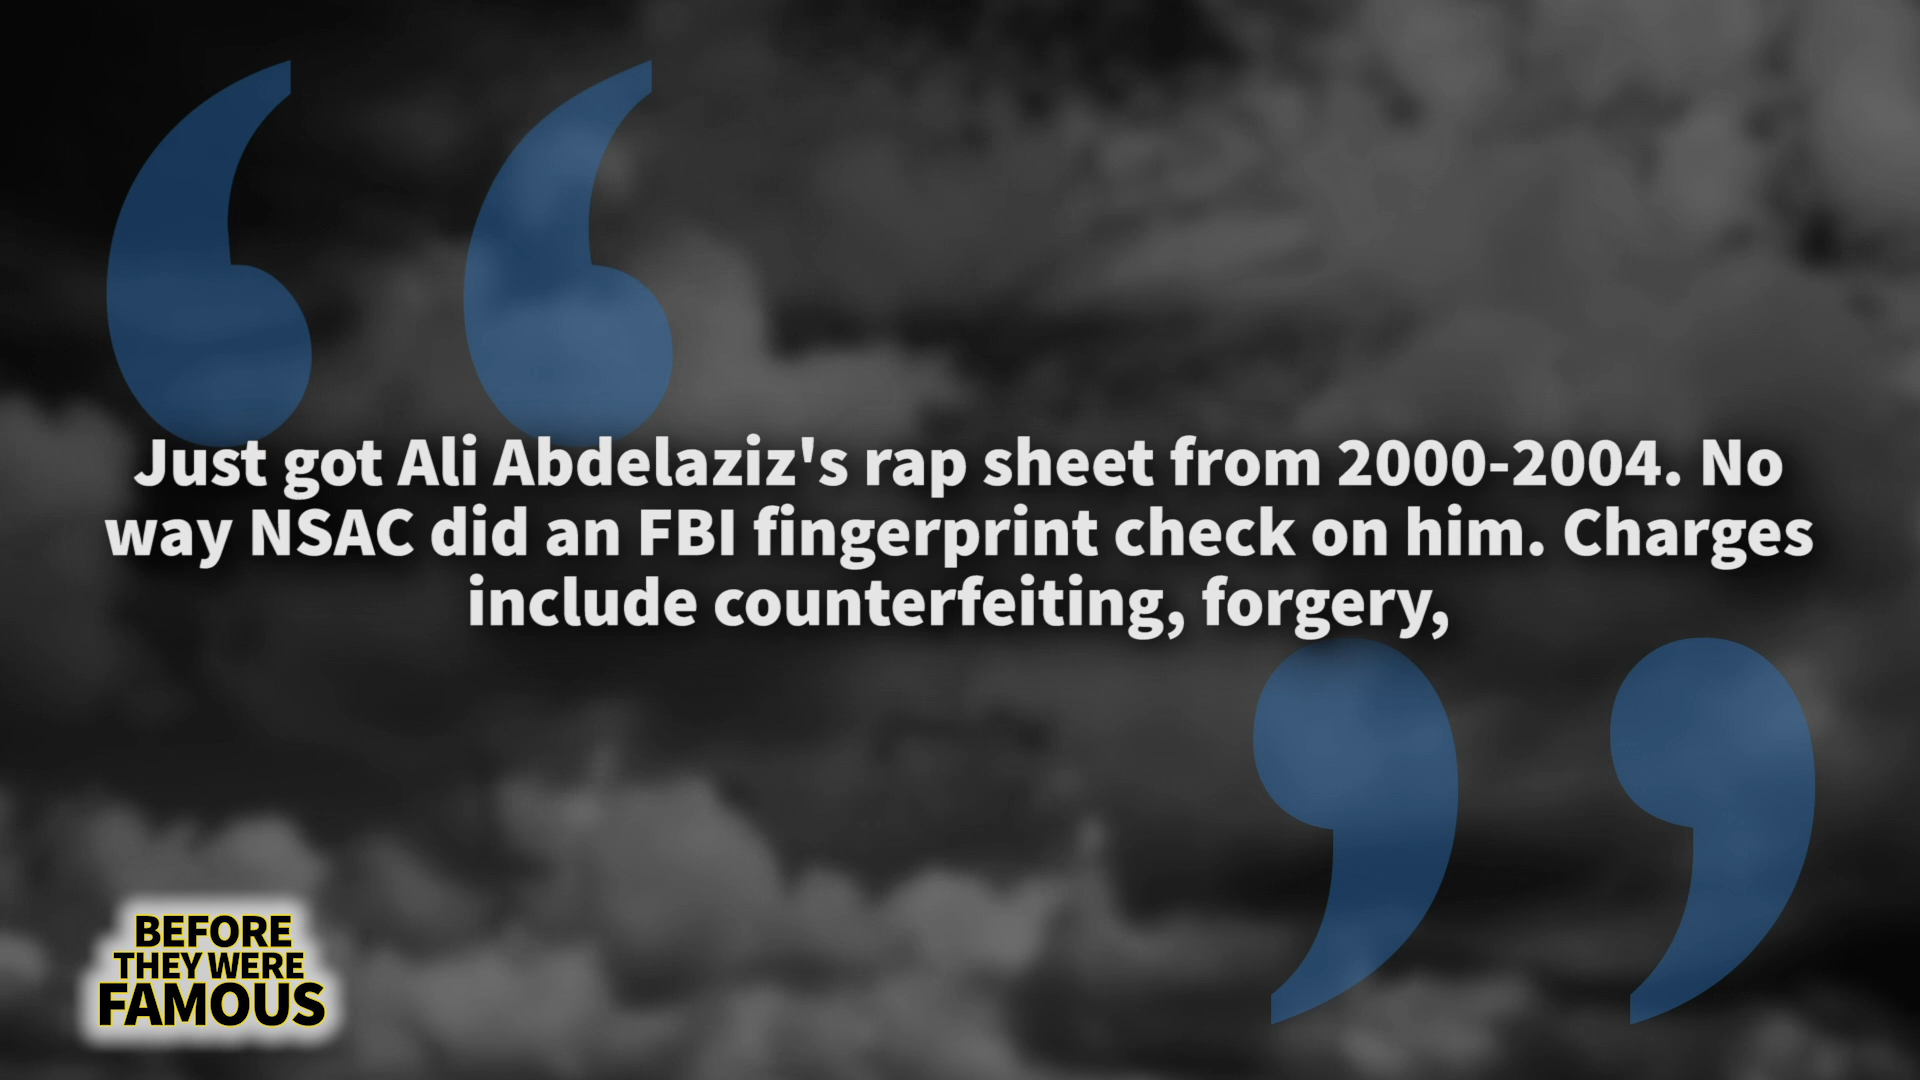 Just got Ali Abdelaziz's rap sheet from 2000-2004. No
way NSAC did an FBI fingerprint check on him. Charges
include counterfeiting, forgery,
BEFORE
THEY WERE
FAMOUS